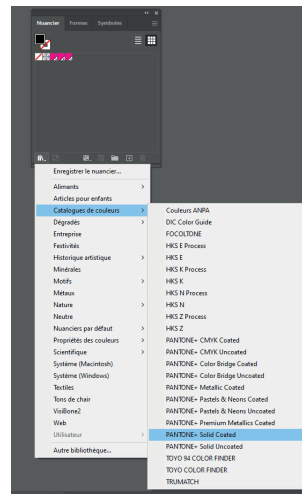 Nuancier Formes Symboles
Enregistrer le nuancier...
Aliments
Articles pour enfants
Catalogues de couleurs
Dégradés
Entreprise
Festivités
Historique artistique
Minérales
Motifs
Métaux
Nature
Neutre
Nuanciers par défaut
Propriétés des couleurs
Scientifique
Système (Macintosh)
Système (Windows)
Textiles
Tons de chair
VisiBone2
Web
Utilisateur
Autre bibliothèque...
Couleurs ANPA
DIC Color Guide
FOCOLTONE
HKS E Process
HKS E
HKS K Process
HKS K
HKS N Process
HKS N
HKS Z Process
HKS Z
PANTONE+ CMYK Coated
PANTONE+ CMYK Uncoated
PANTONE+ Color Bridge Coated
PANTONE+ Color Bridge Uncoated
PANTONE+ Metallic Coated
PANTONE+ Pastels & Neons Coated
PANTONE+ Pastels & Neons Uncoated
PANTONE+ Premium Metallics Coated
PANTONE+ Solid Coated
PANTONE+ Solid Uncoated
TOYO 94 COLOR FINDER
TOYO COLOR FINDER
TRUMATCH